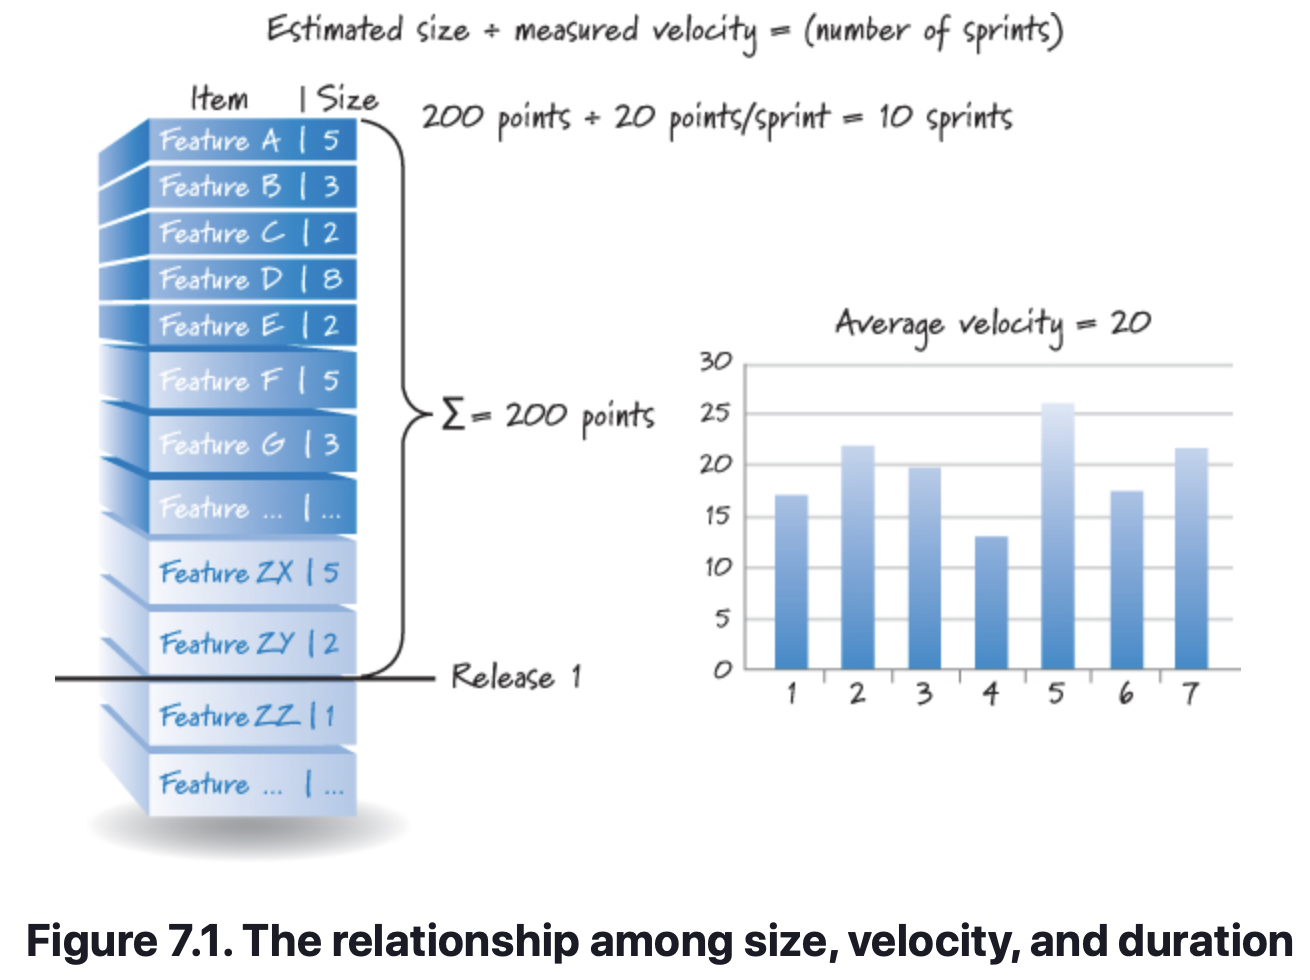 Estimated size ÷ measured velocity = (number of sprints)
Item | Size
200 points ÷ 20 points/sprint = 10 sprints
Feature A | 5
Feature B | 3
Feature C | 2
Feature D | 8
Feature E | 2
Feature F | 5
Feature G | 3
Feature ... | ...
Feature ZX | 5
Feature ZY | 2
Feature ZZ | 1
Feature ... | ...
Σ = 200 points
Release 1
Average velocity = 20
30
25
20
15
10
5
0
1 2 3 4 5 6 7
Figure 7.1. The relationship among size, velocity, and duration